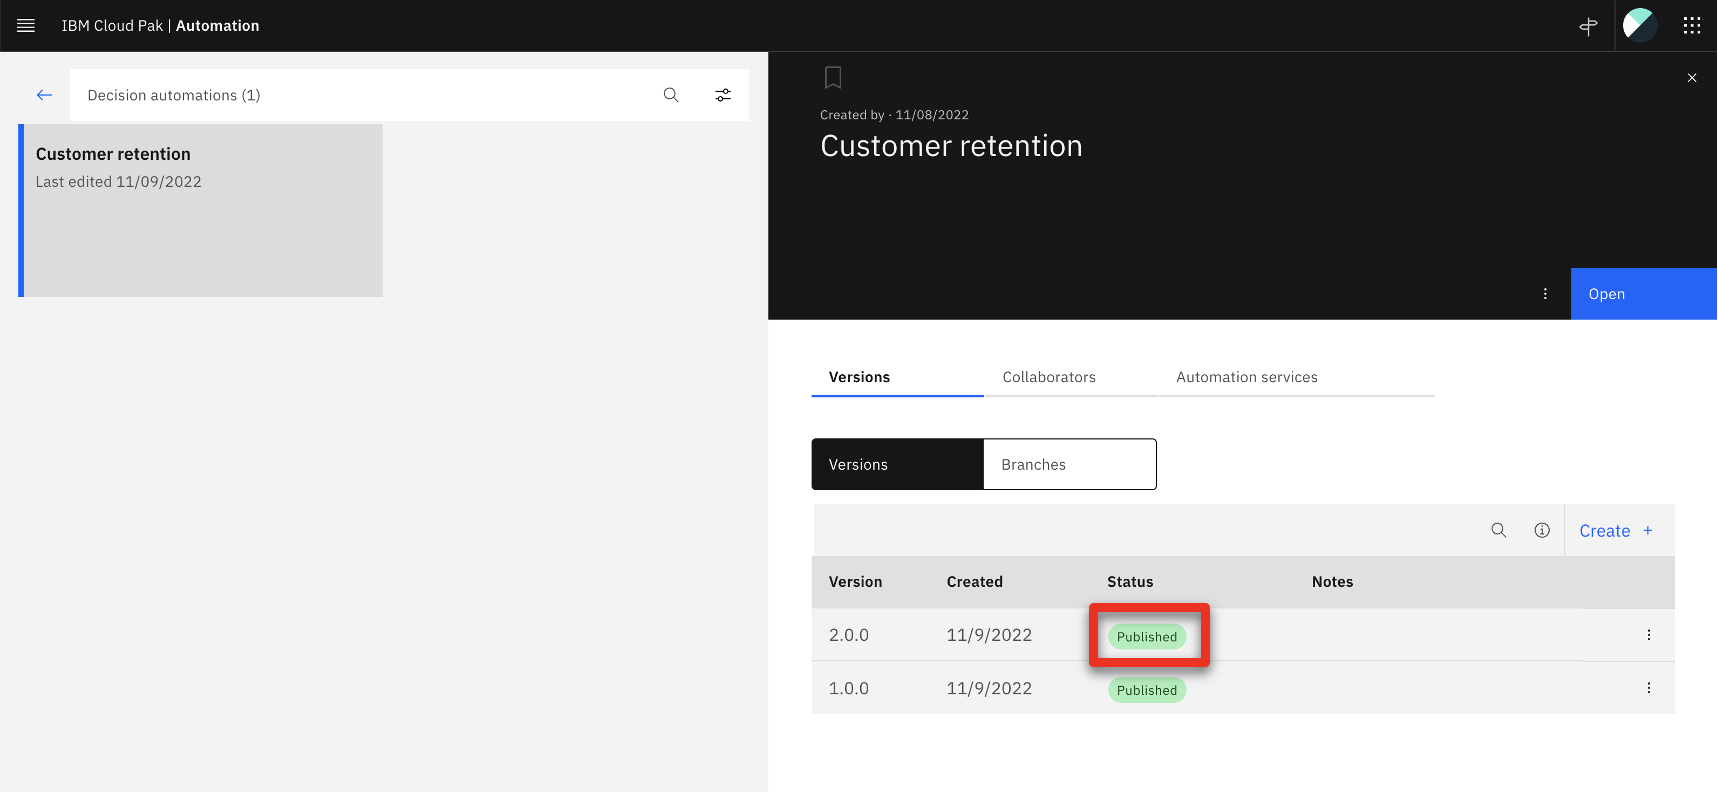 IBM Cloud Pak | Automation
Decision automations (1)
Customer retention
Last edited 11/09/2022
Created by · 11/08/2022
Customer retention
Open
Versions Collaborators Automation services
Versions Branches
Create +
Version Created Status Notes
2.0.0 11/9/2022 Published
1.0.0 11/9/2022 Published